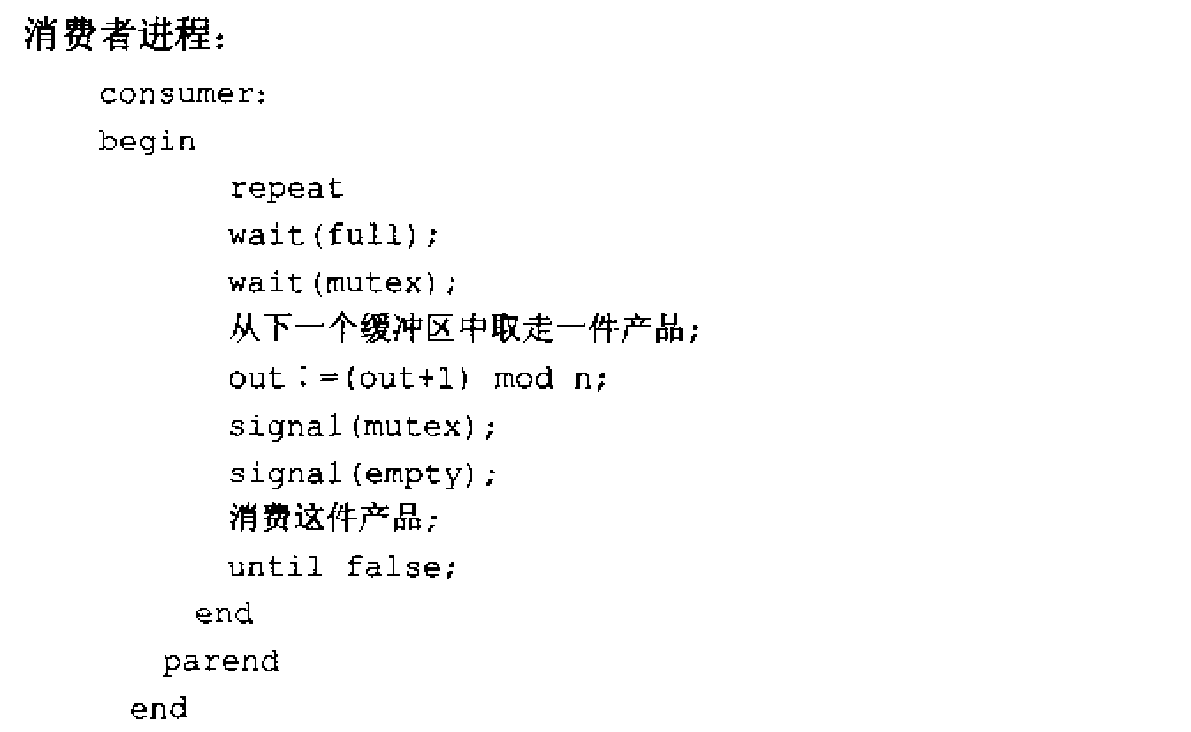 消费者进程：
consumer:
begin
repeat
wait(full);
wait(mutex);
从下一个缓冲区中取走一件产品;
out：=(out+1) mod n;
signal(mutex);
signal(empty);
消费这件产品;
until false;
end
parend
end